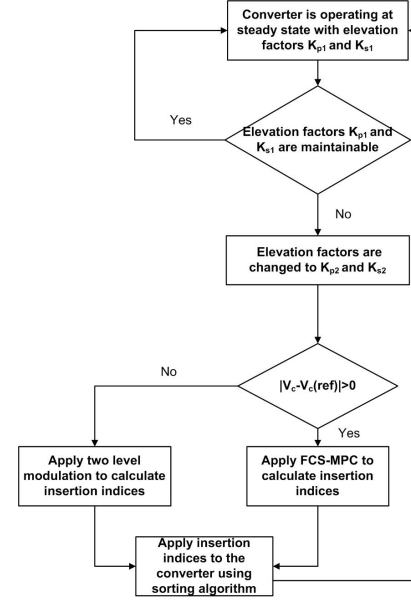 Converter is operating at
steady state with elevation
factors Kp1 and Ks1
Yes
Elevation factors Kp1 and
Ks1 are maintainable
No
Elevation factors are
changed to Kp2 and Ks2
No
|Vc-Vc(ref)|>0
Yes
Apply two level
modulation to calculate
insertion indices
Apply FCS-MPC to
calculate insertion
indices
Apply insertion
indices to the
converter using
sorting algorithm